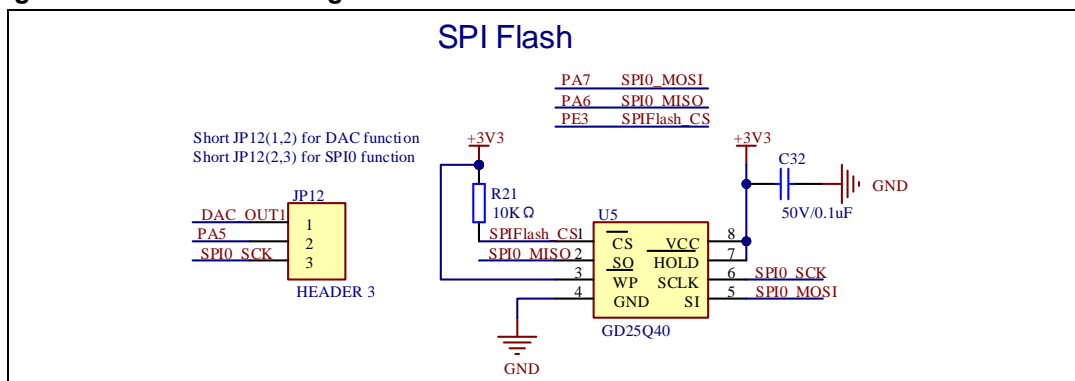 SPI Flash
PA7 SPI0_MOSI
PA6 SPI0_MISO
PE3 SPIFlash_CS
Short JP12(1,2) for DAC function
Short JP12(2,3) for SPI0 function
+3V3
+3V3
C32
GND
50V/0.1uF
R21
10KΩ
JP12
DAC_OUT1 1
PA5 2
SPI0_SCK 3
HEADER 3
U5
SPIFlash_CS 1 CS VCC 8
SPI0_MISO 2 SO HOLD 7
3 WP SCLK 6 SPI0_SCK
4 GND SI 5 SPI0_MOSI
GD25Q40
GND